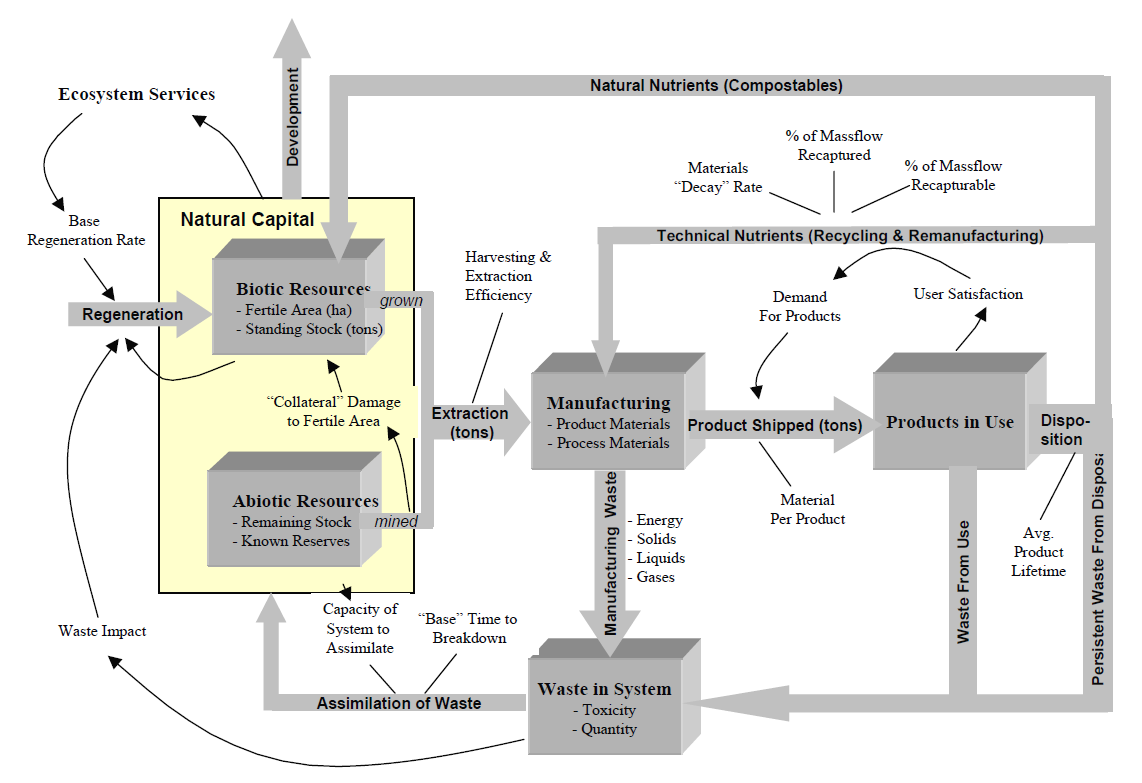 Natural Nutrients (Compostables)
Ecosystem Services
Development
% of Massflow
Recaptured
Materials
“Decay” Rate
% of Massflow
Recapturable
Natural Capital
Base
Regeneration Rate
Technical Nutrients (Recycling & Remanufacturing)
Harvesting &
Extraction
Efficiency
Biotic Resources
- Fertile Area (ha)
- Standing Stock (tons)
grown
Demand
For Products
User Satisfaction
Regeneration
“Collateral” Damage
to Fertile Area
Extraction
(tons)
Manufacturing
- Product Materials
- Process Materials
Product Shipped (tons)
Products in Use
Dispo-
sition
Abiotic Resources
- Remaining Stock
- Known Reserves
mined
Manufacturing Waste
- Energy
- Solids
- Liquids
- Gases
Material
Per Product
Waste From Use
Avg.
Product
Lifetime
Persistent Waste From Disposa
Waste Impact
Capacity of
System to
Assimilate
“Base” Time to
Breakdown
Assimilation of Waste
Waste in System
- Toxicity
- Quantity